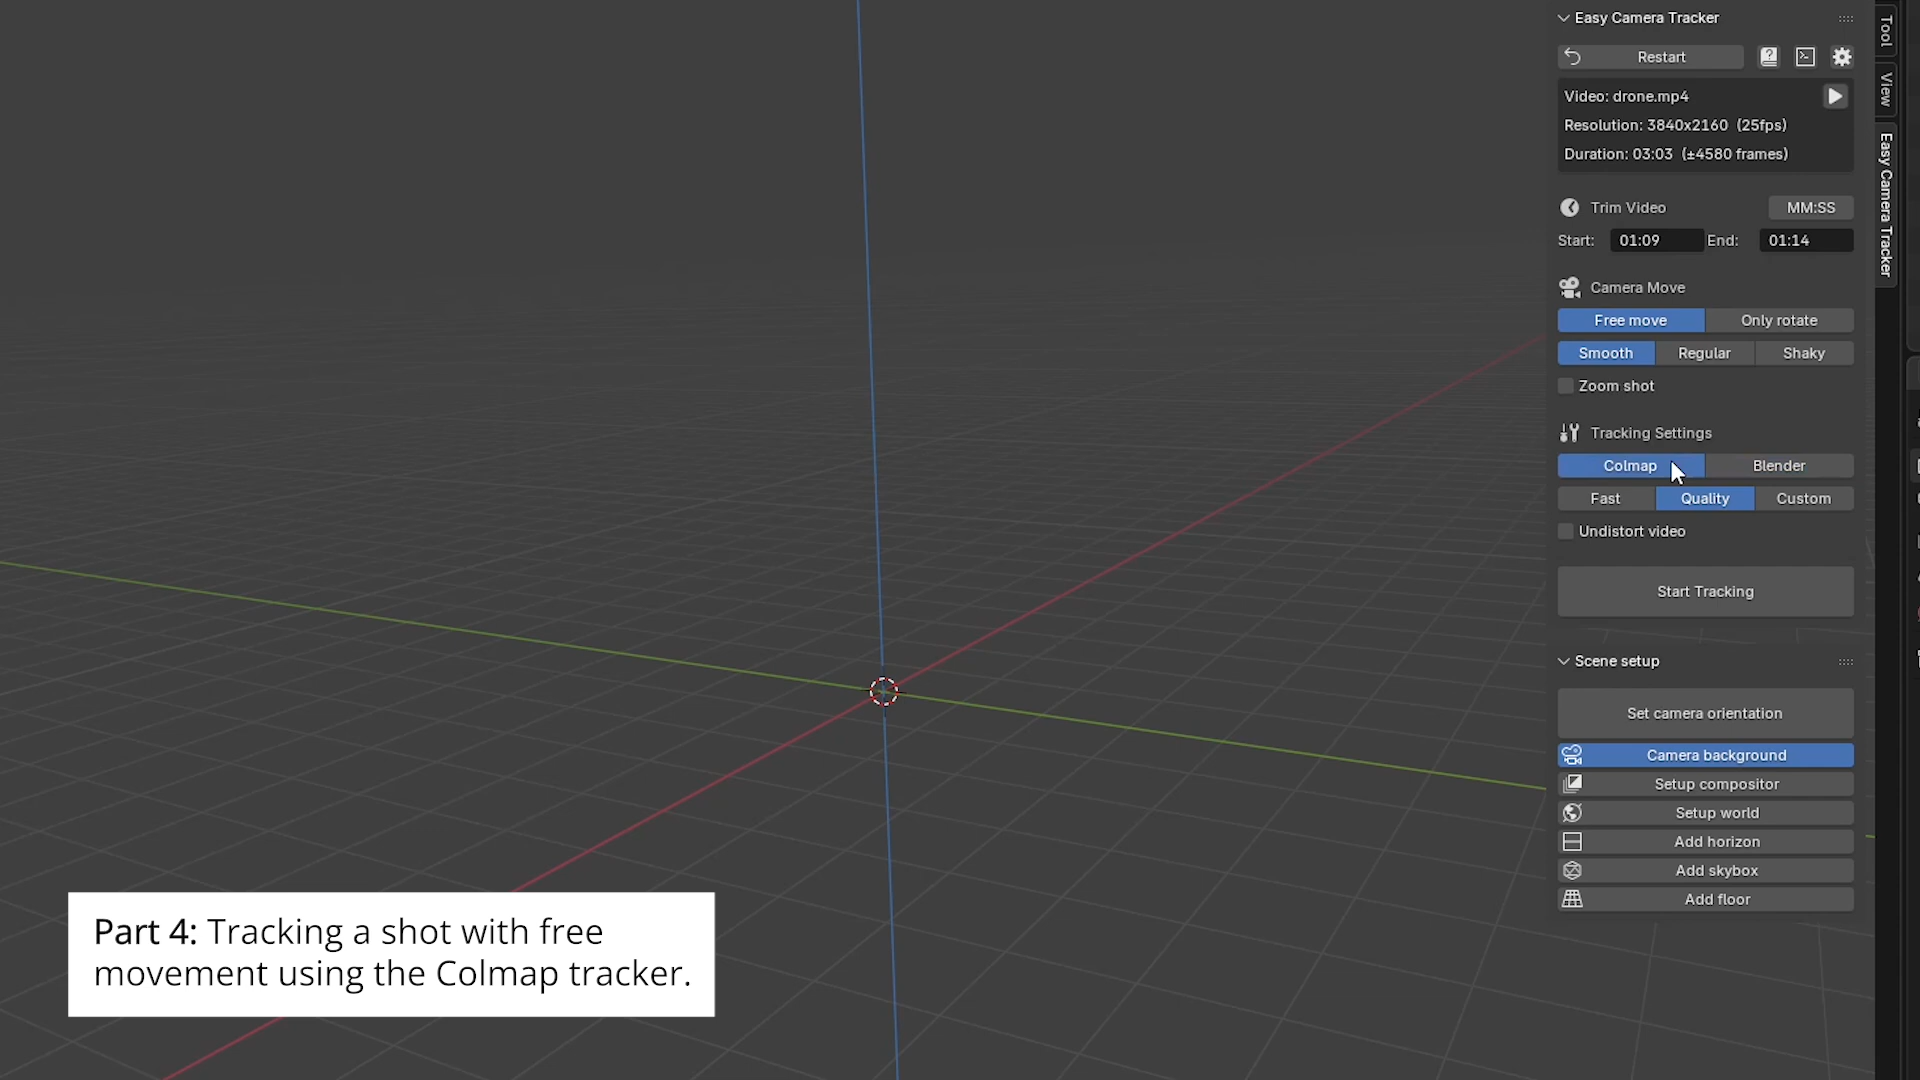 Easy Camera Tracker
Restart
Video: drone.mp4
Resolution: 3840x2160 (25fps)
Duration: 03:03 (±4580 frames)
Trim Video MM:SS
Start: 01:09 End: 01:14
Camera Move
Free move Only rotate
Smooth Regular Shaky
Zoom shot
Tracking Settings
Colmap Blender
Fast Quality Custom
Undistort video
Start Tracking
Scene setup
Set camera orientation
Camera background
Setup compositor
Setup world
Add horizon
Add skybox
Add floor
Tool
View
Easy Camera Tracker
Part 4: Tracking a shot with free
movement using the Colmap tracker.